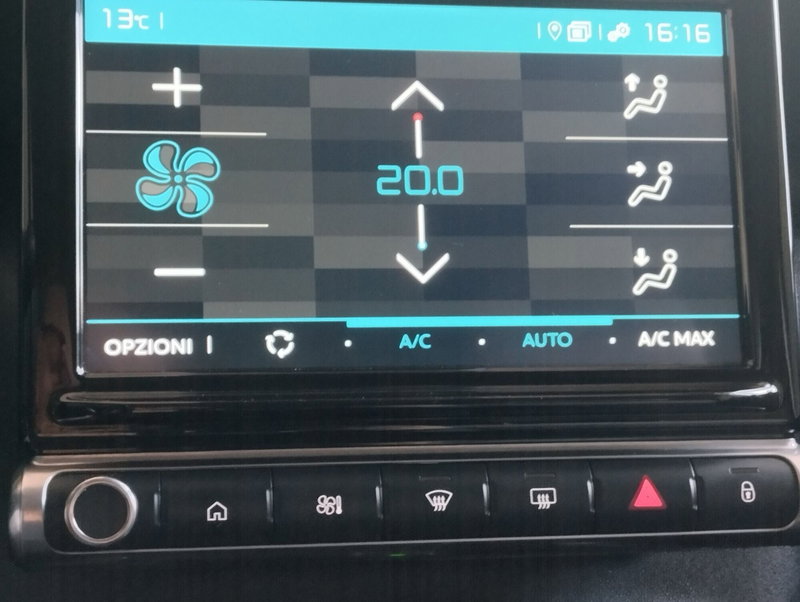 13°C
16:16
20.0
OPZIONI A/C AUTO A/C MAX